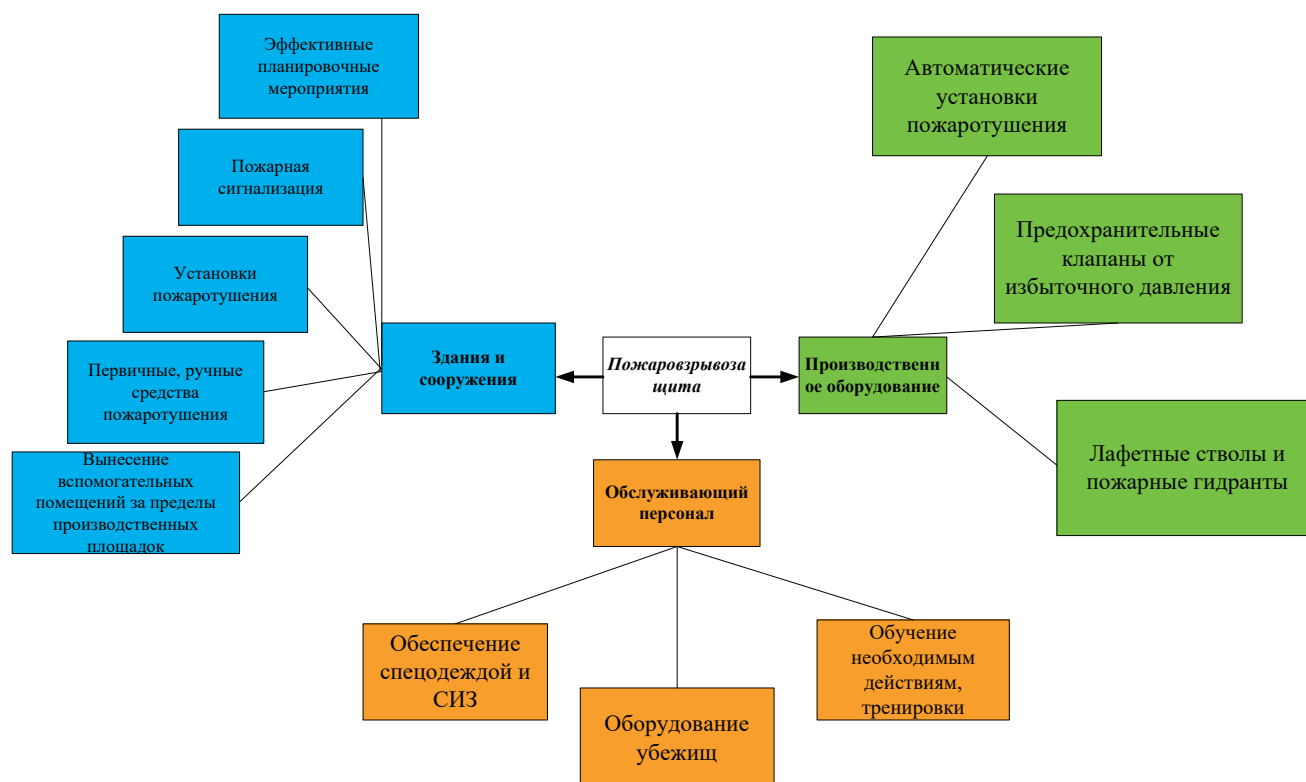 Эффективные
планировочные
мероприятия
Пожарная
сигнализация
Установки
пожаротушения
Первичные, ручные
средства
пожаротушения
Вынесение
вспомогательных
помещений за пределы
производственных
площадок
Здания и
сооружения
Пожаровзрывоза
щита
Производственн
ое оборудование
Автоматические
установки
пожаротушения
Предохранительные
клапаны от
избыточного давления
Лафетные стволы и
пожарные гидранты
Обслуживающий
персонал
Обеспечение
спецодеждой и
СИЗ
Оборудование
убежищ
Обучение
необходимым
действиям,
тренировки